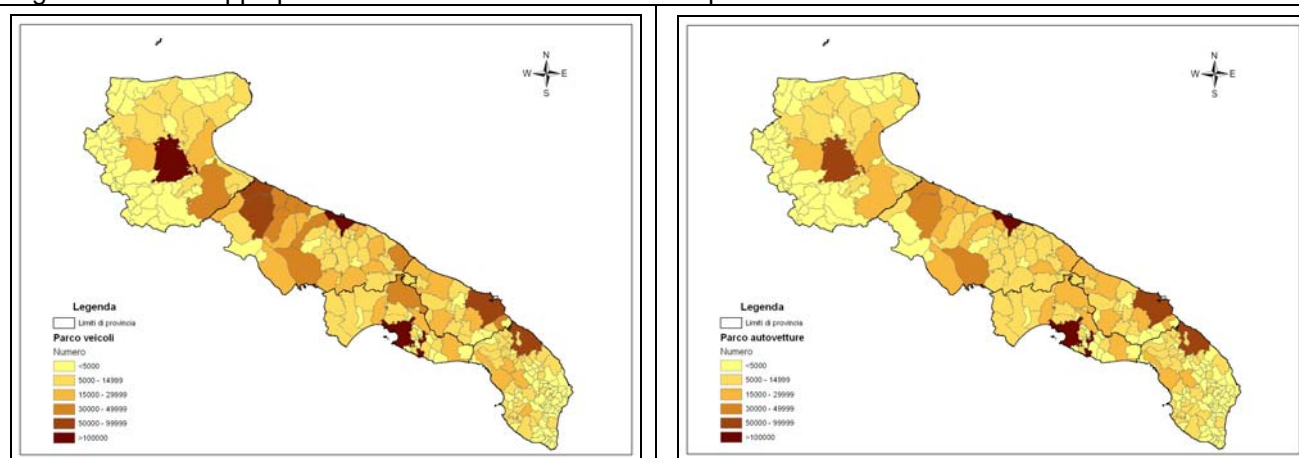 N
W E
S
Legenda
Limiti di provincia
Parco veicoli
Numero
<5000
5000 - 14999
15000 - 29999
30000 - 49999
50000 - 99999
>100000
N
W E
S
Legenda
Limiti di provincia
Parco autovetture
Numero
<5000
5000 - 14999
15000 - 29999
30000 - 49999
50000 - 99999
>100000